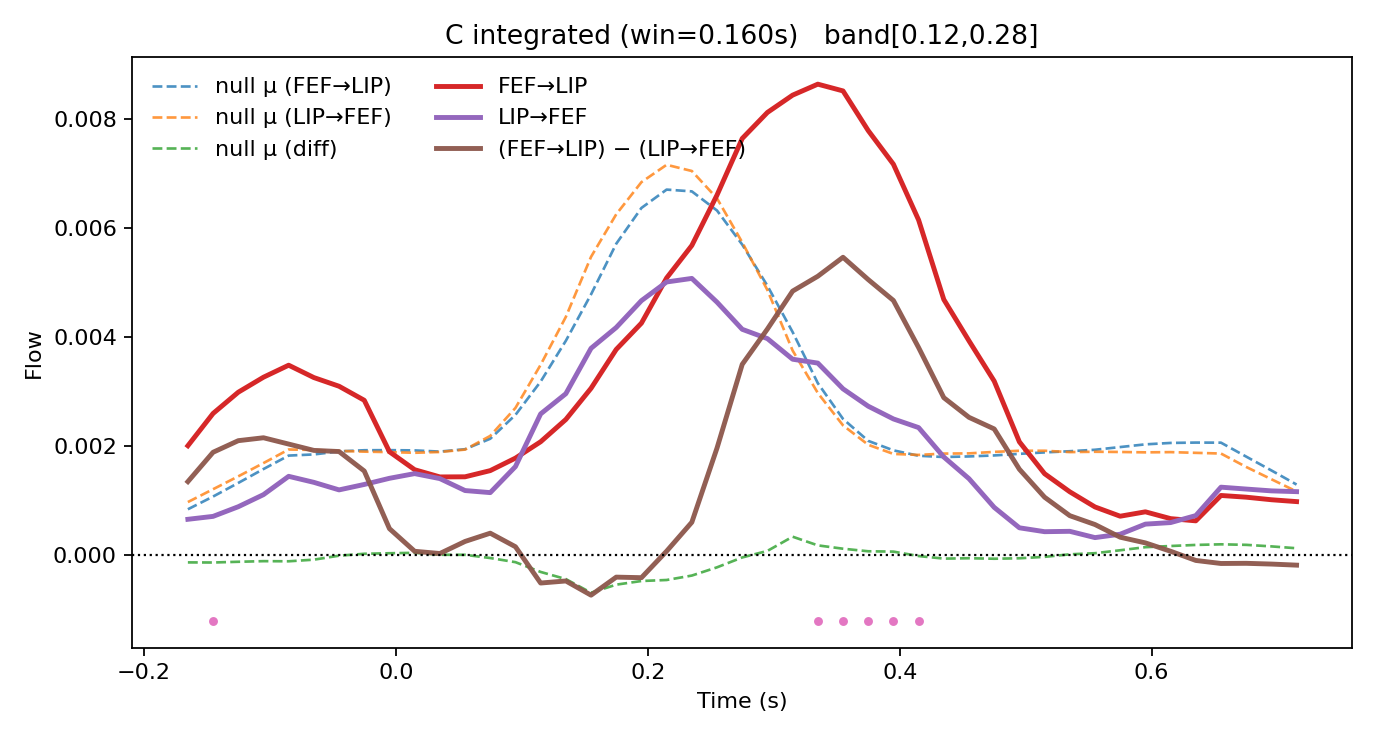 C integrated (win=0.160s)   band[0.12,0.28]
null μ (FEF→LIP)
null μ (LIP→FEF)
null μ (diff)
FEF→LIP
LIP→FEF
(FEF→LIP) − (LIP→FEF)
Flow
0.008
0.006
0.004
0.002
0.000
−0.2
0.0
0.2
0.4
0.6
Time (s)